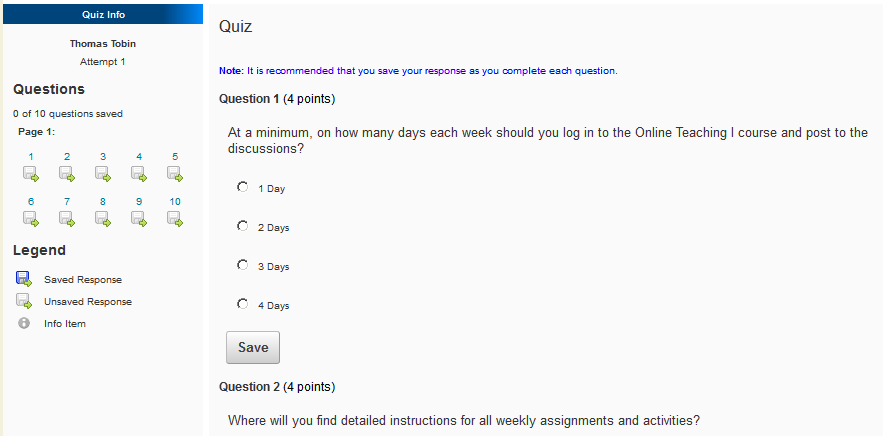 Quiz Info
Thomas Tobin
Attempt 1
Questions
0 of 10 questions saved
Page 1:
1 2 3 4 5
6 7 8 9 10
Legend
Saved Response
Unsaved Response
Info Item
Quiz
Note: It is recommended that you save your response as you complete each question.
Question 1 (4 points)
At a minimum, on how many days each week should you log in to the Online Teaching I course and post to the
discussions?
1 Day
2 Days
3 Days
4 Days
Save
Question 2 (4 points)
Where will you find detailed instructions for all weekly assignments and activities?